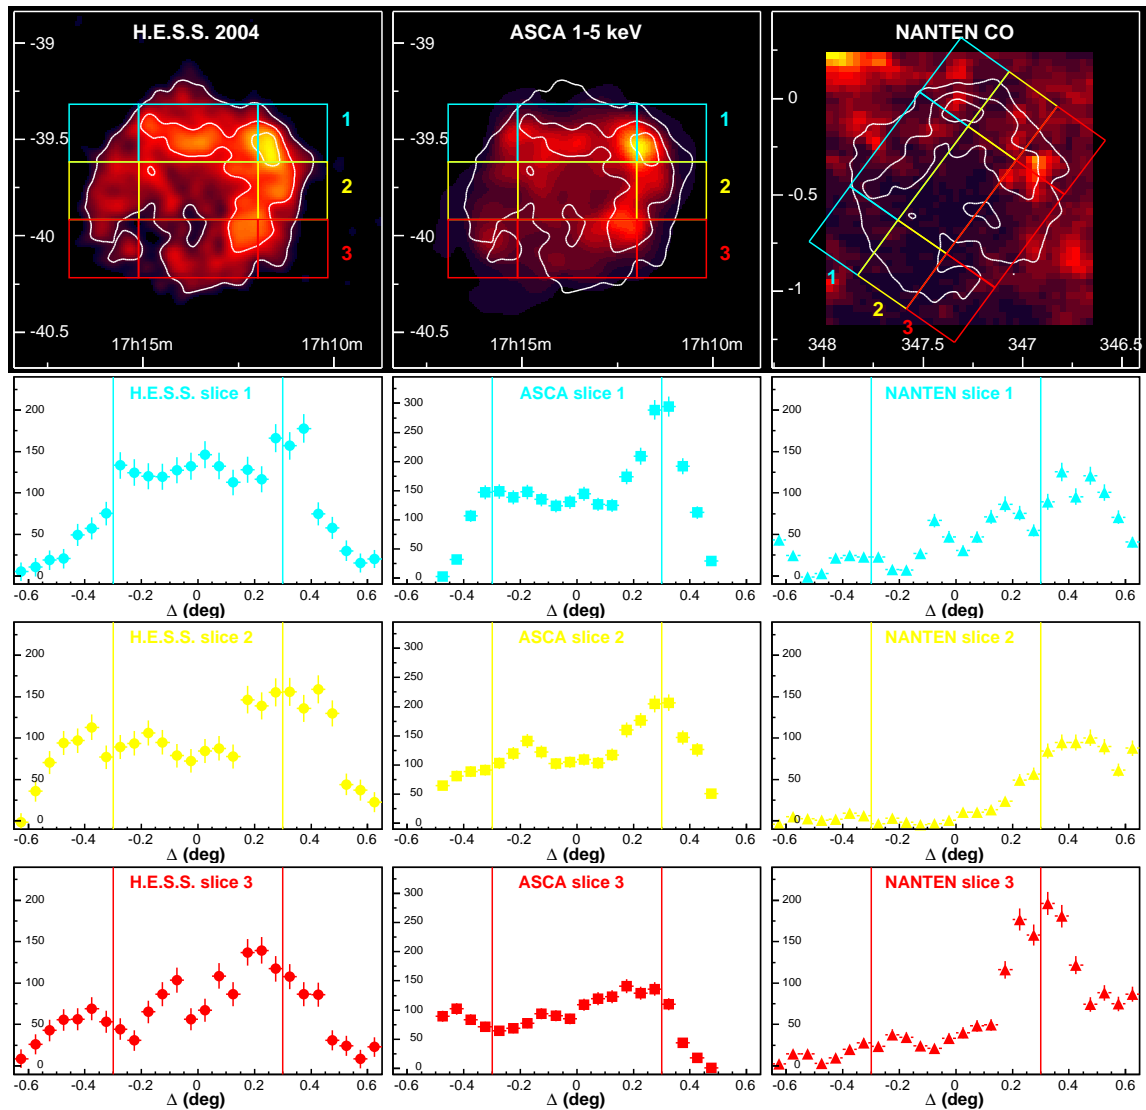 H.E.S.S. 2004
-39
-39.5
-40
-40.5
1
2
3
17h15m
17h10m
ASCA 1-5 keV
1
2
3
17h15m
17h10m
NANTEN CO
0
-0.5
-1
1
2
3
348
347.5
347
346.5
H.E.S.S. slice 1
200
150
100
50
0
-0.6 -0.4 -0.2 0 0.2 0.4 0.6
Δ (deg)
ASCA slice 1
300
250
200
150
100
50
0
-0.6 -0.4 -0.2 0 0.2 0.4 0.6
Δ (deg)
NANTEN slice 1
200
150
100
50
0
-0.6 -0.4 -0.2 0 0.2 0.4 0.6
Δ (deg)
H.E.S.S. slice 2
200
150
100
50
0
-0.6 -0.4 -0.2 0 0.2 0.4 0.6
Δ (deg)
ASCA slice 2
300
250
200
150
100
50
0
-0.6 -0.4 -0.2 0 0.2 0.4 0.6
Δ (deg)
NANTEN slice 2
200
150
100
50
0
-0.6 -0.4 -0.2 0 0.2 0.4 0.6
Δ (deg)
H.E.S.S. slice 3
200
150
100
50
0
-0.6 -0.4 -0.2 0 0.2 0.4 0.6
Δ (deg)
ASCA slice 3
300
250
200
150
100
50
0
-0.6 -0.4 -0.2 0 0.2 0.4 0.6
Δ (deg)
NANTEN slice 3
200
150
100
50
0
-0.6 -0.4 -0.2 0 0.2 0.4 0.6
Δ (deg)